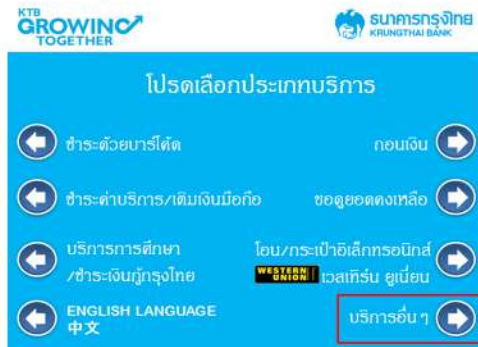 KTB
GROWING
TOGETHER
ธนาคารกรุงไทย
KRUNGTHAI BANK
โปรดเลือกประเภทบริการ
ชำระด้วยบาร์โค้ด
ถอนเงิน
ชำระค่าบริการ/เติมเงินมือถือ
ขอดูยอดคงเหลือ
บริการการศึกษา
/ชำระเงินกู้กรุงไทย
โอน/กระเป๋าอิเล็กทรอนิกส์
WESTERN UNION เวสเทิร์น ยูเนี่ยน
ENGLISH LANGUAGE
中文
บริการอื่น ๆ